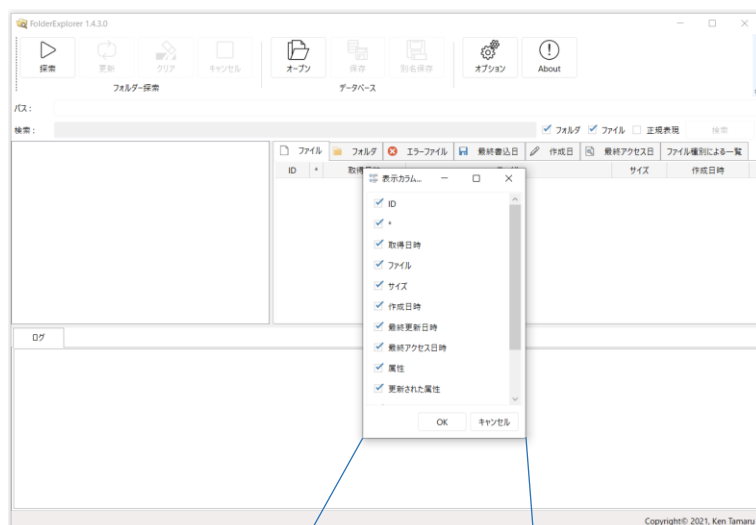 FolderExplorer 1.4.3.0
探索 更新 クリア キャンセル オープン 保存 別名保存 オプション About
フォルダー探索 データベース
パス :
検索 : フォルダ ファイル 正規表現 検索
ファイル フォルダ エラーファイル 最終書込日 作成日 最終アクセス日 ファイル種別による一覧
ID * サイズ 作成日時
表示カラム...
ID
*
取得日時
ファイル
サイズ
作成日時
最終更新日時
最終アクセス日時
属性
更新された属性
OK キャンセル
ログ